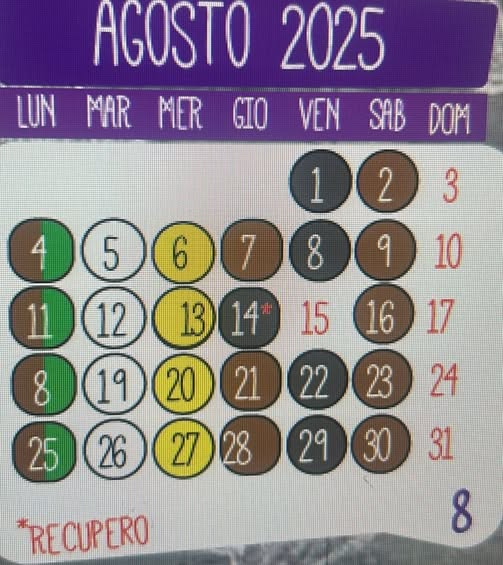 AGOSTO 2025
LUN MAR MER GIO VEN SAB DOM
1 2 3
4 5 6 7 8 9 10
11 12 13 14* 15 16 17
8 19 20 21 22 23 24
25 26 27 28 29 30 31
*RECUPERO
8